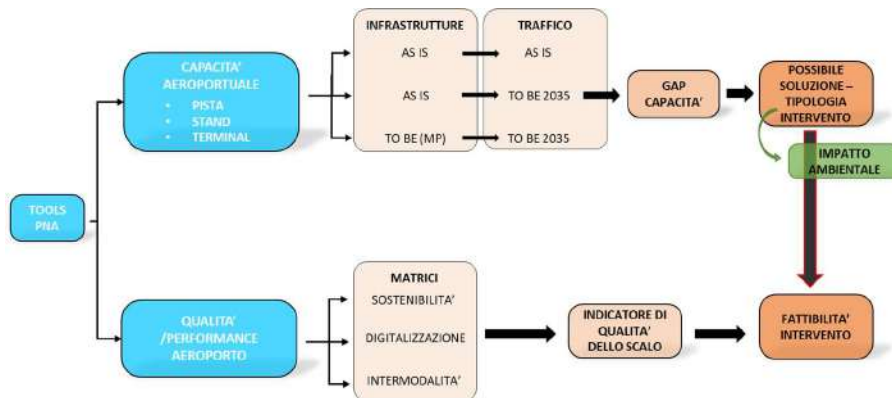 INFRASTRUTTURE
TRAFFICO
CAPACITA'
AEROPORTUALE
• PISTA
• STAND
• TERMINAL
AS IS
AS IS
AS IS
TO BE 2035
TO BE (MP)
TO BE 2035
GAP
CAPACITA'
POSSIBILE
SOLUZIONE –
TIPOLOGIA
INTERVENTO
IMPATTO
AMBIENTALE
TOOLS
PNA
QUALITA'
/PERFORMANCE
AEROPORTO
MATRICI
SOSTENIBILITA'
DIGITALIZZAZIONE
INTERMODALITA'
INDICATORE DI
QUALITA'
DELLO SCALO
FATTIBILITA'
INTERVENTO